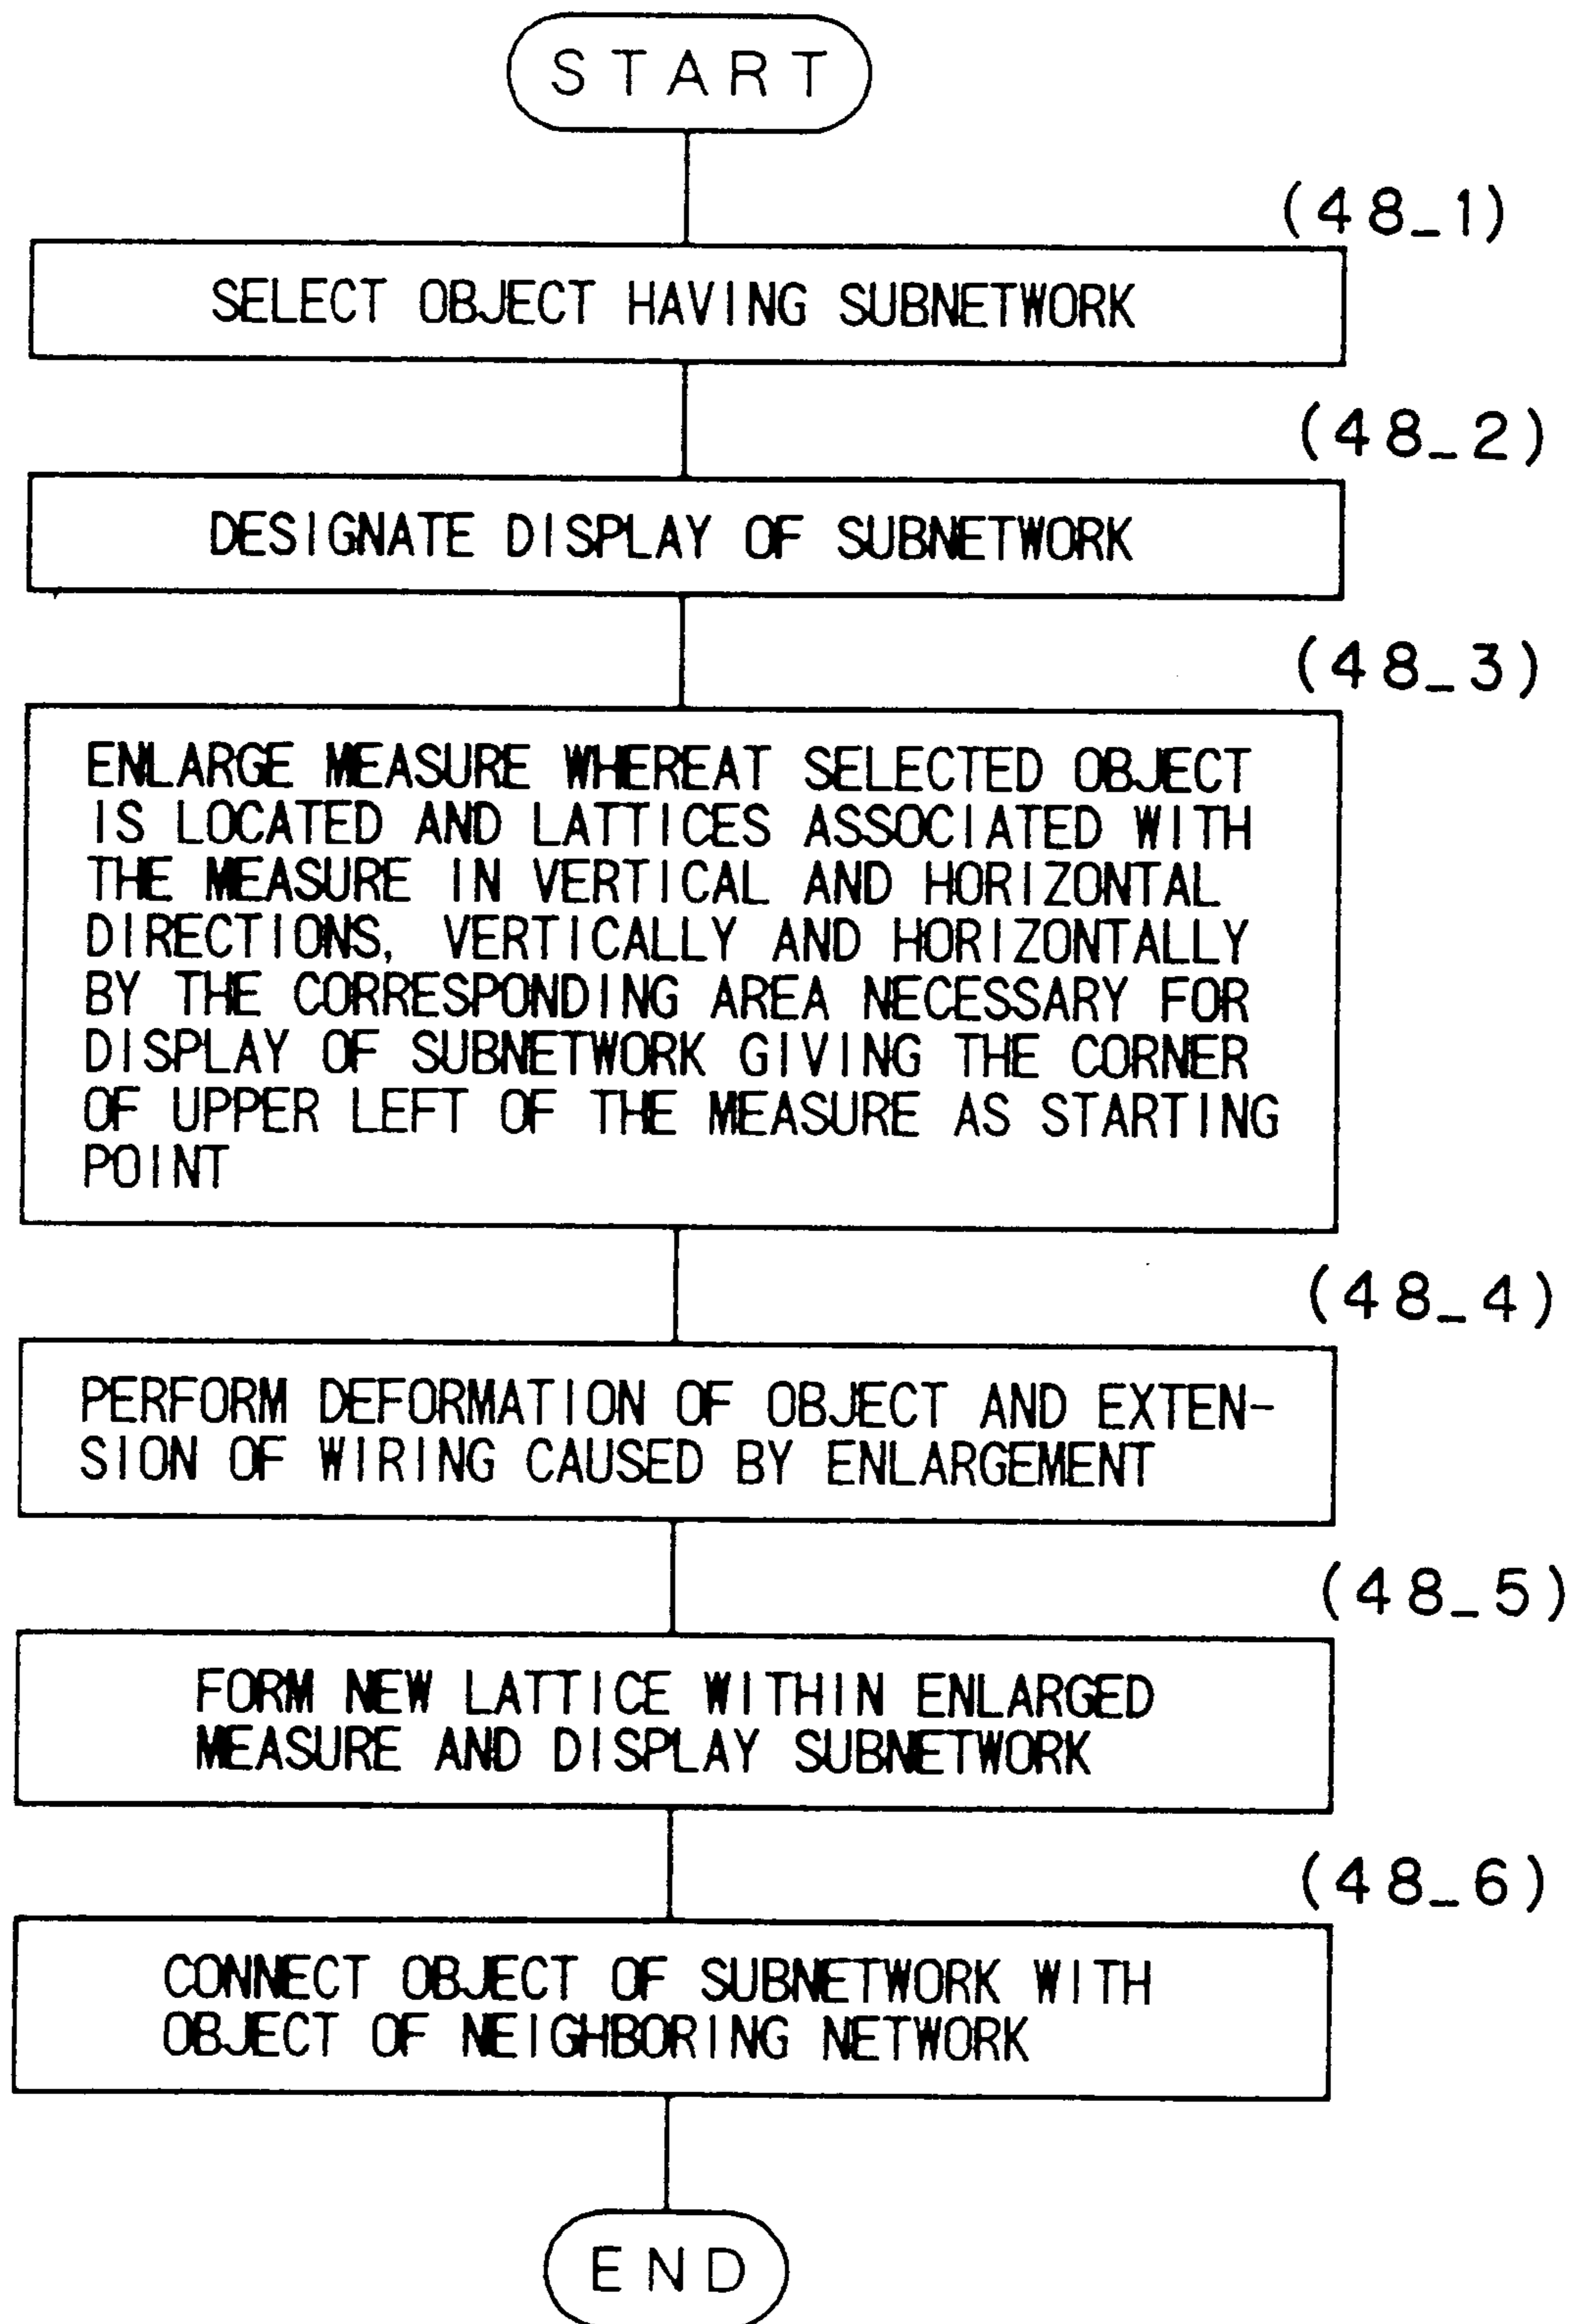 START
(48_1)
SELECT OBJECT HAVING SUBNETWORK
(48_2)
DESIGNATE DISPLAY OF SUBNETWORK
(48_3)
ENLARGE MEASURE WHEREAT SELECTED OBJECT
IS LOCATED AND LATTICES ASSOCIATED WITH
THE MEASURE IN VERTICAL AND HORIZONTAL
DIRECTIONS, VERTICALLY AND HORIZONTALLY
BY THE CORRESPONDING AREA NECESSARY FOR
DISPLAY OF SUBNETWORK GIVING THE CORNER
OF UPPER LEFT OF THE MEASURE AS STARTING
POINT
(48_4)
PERFORM DEFORMATION OF OBJECT AND EXTEN-
SION OF WIRING CAUSED BY ENLARGEMENT
(48_5)
FORM NEW LATTICE WITHIN ENLARGED
MEASURE AND DISPLAY SUBNETWORK
(48_6)
CONNECT OBJECT OF SUBNETWORK WITH
OBJECT OF NEIGHBORING NETWORK
END